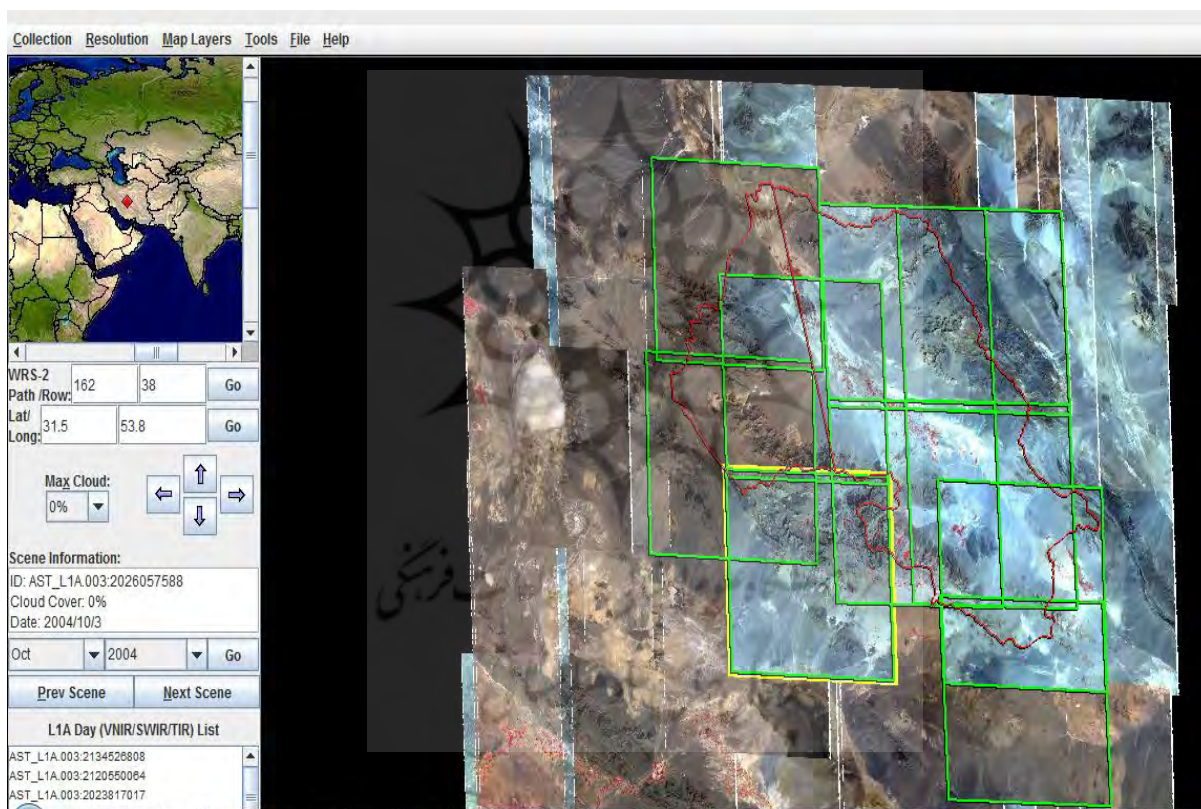 Collection Resolution Map Layers Tools File Help
WRS-2
Path /Row: 162 38 Go
Lat/
Long: 31.5 53.8 Go
Max Cloud:
0%
Scene Information:
ID: AST_L1A.003:2026057588
Cloud Cover: 0%
Date: 2004/10/3
Oct 2004 Go
Prev Scene Next Scene
L1A Day (VNIR/SWIR/TIR) List
AST_L1A.003:2134526808
AST_L1A.003:2120550064
AST_L1A.003:2023817017